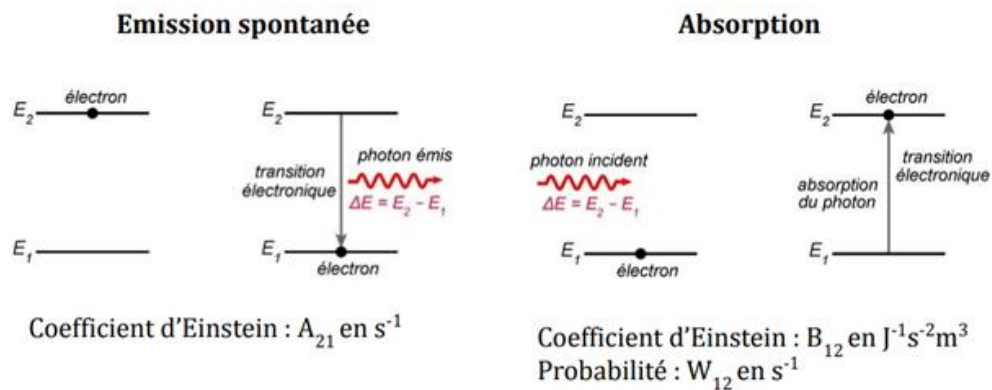 Emission spontanée
électron
E₂
E₁
E₂
transition
électronique
photon émis
ΔE = E₂ − E₁
E₁
électron
Coefficient d'Einstein : A₂₁ en s⁻¹
Absorption
E₂
photon incident
ΔE = E₂ − E₁
E₁
électron
électron
E₂
transition
électronique
absorption
du photon
E₁
Coefficient d'Einstein : B₁₂ en J⁻¹s⁻²m³
Probabilité : W₁₂ en s⁻¹